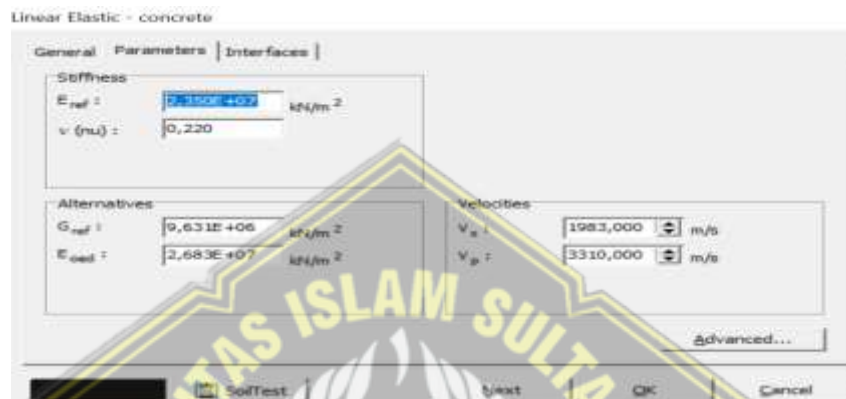 Linear Elastic - concrete
General Parameters Interfaces
Stiffness
E ref : 2,350E+07 kN/m 2
ν (nu) : 0,220
Alternatives
G ref : 9,631E+06 kN/m 2
E oed : 2,683E+07 kN/m 2
Velocities
V s : 1983,000 m/s
V p : 3310,000 m/s
TAS ISLAM SUL
Advanced...
SoilTest Next OK Cancel